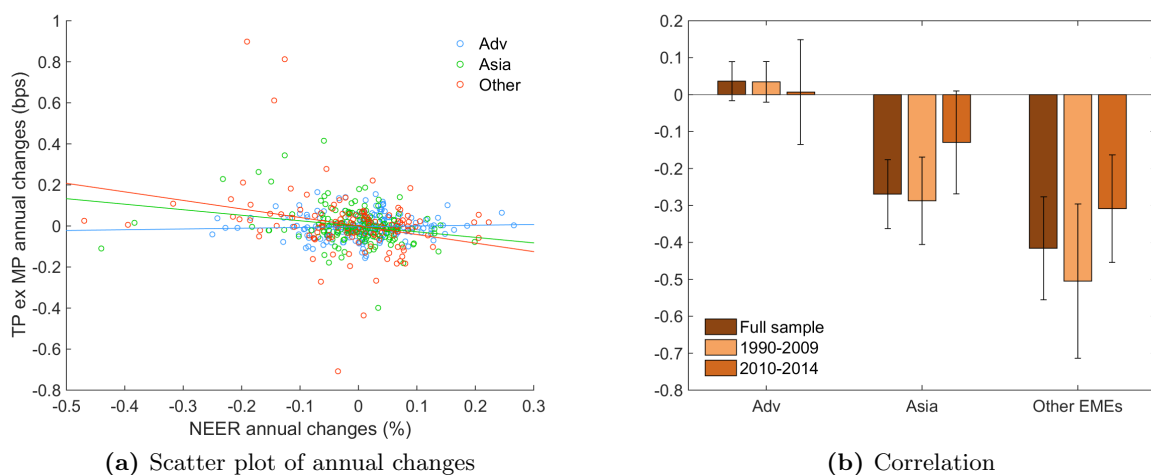 1
0.8
0.6
0.4
0.2
0
-0.2
-0.4
-0.6
-0.8
TP ex MP annual changes (bps)
Adv
Asia
Other
-0.5 -0.4 -0.3 -0.2 -0.1 0 0.1 0.2 0.3
NEER annual changes (%)
(a) Scatter plot of annual changes
0.2
0.1
0
-0.1
-0.2
-0.3
-0.4
-0.5
-0.6
-0.7
-0.8
Full sample
1990-2009
2010-2014
Adv Asia Other EMEs
(b) Correlation